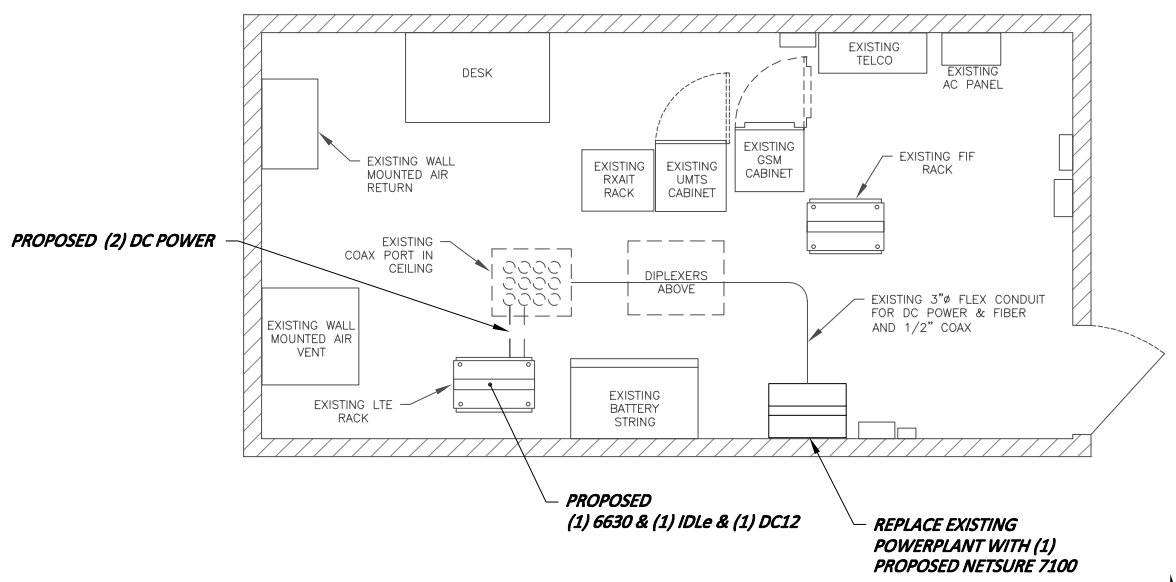 DESK
EXISTING
TELCO
EXISTING
AC PANEL
EXISTING WALL
MOUNTED AIR
RETURN
EXISTING
RXAIT
RACK
EXISTING
UMTS
CABINET
EXISTING
GSM
CABINET
EXISTING FIF
RACK
PROPOSED (2) DC POWER
EXISTING
COAX PORT IN
CEILING
DIPLEXERS
ABOVE
EXISTING 3"Ø FLEX CONDUIT
FOR DC POWER & FIBER
AND 1/2" COAX
EXISTING WALL
MOUNTED AIR
VENT
EXISTING LTE
RACK
EXISTING
BATTERY
STRING
PROPOSED
(1) 6630 & (1) IDLe & (1) DC12
REPLACE EXISTING
POWERPLANT WITH (1)
PROPOSED NETSURE 7100